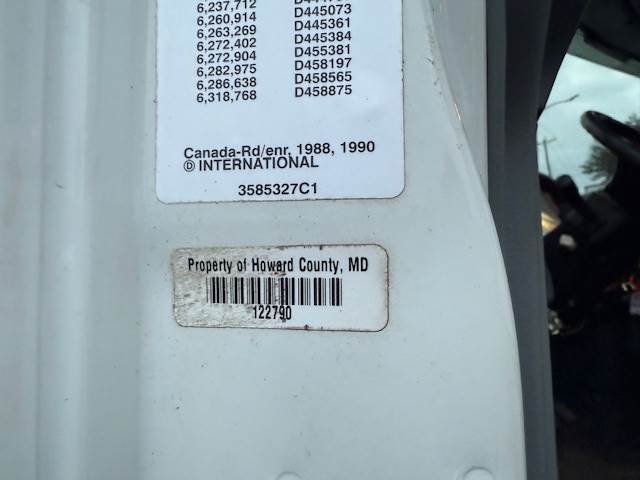 6,237,712
6,260,914 D445073
6,263,269 D445361
6,272,402 D445384
6,272,904 D455381
6,282,975 D458197
6,286,638 D458565
6,318,768 D458875
Canada-Rd/enr, 1988, 1990
Ⓓ INTERNATIONAL
3585327C1
Property of Howard County, MD
122790